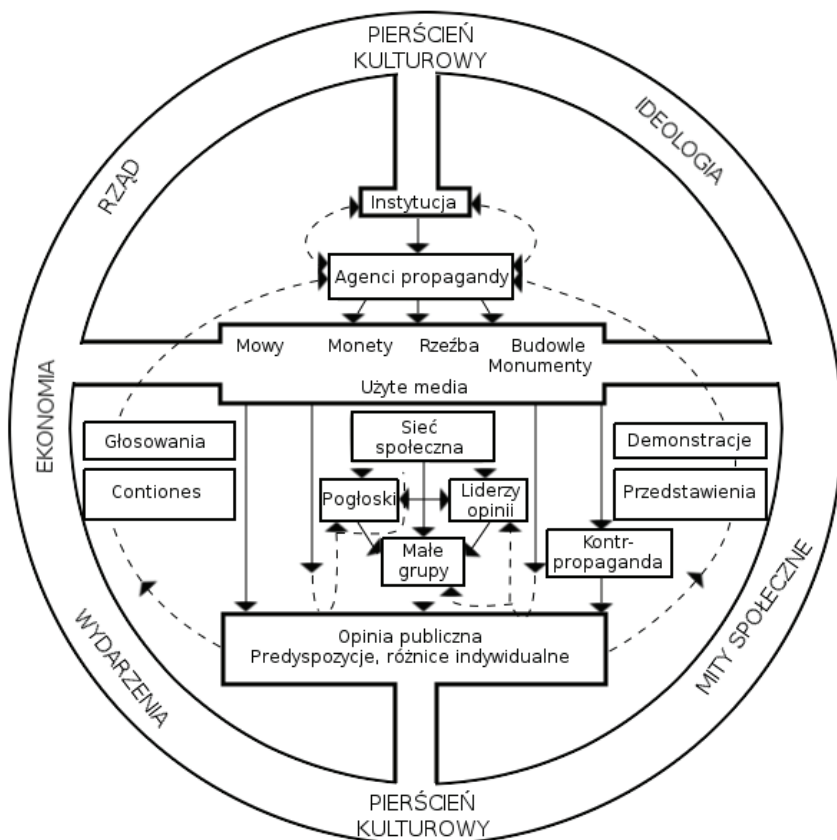 PIERŚCIEŃ
KULTUROWY
RZĄD
IDEOLOGIA
Instytucja
Agenci propagandy
Mowy
Monety
Rzeźba
Budowle
Monumenty
Użyte media
EKONOMIA
Głosowania
Contiones
Sieć
społeczna
Pogłoski
Liderzy
opinii
Małe
grupy
Demonstracje
Przedstawienia
Kontr-
propaganda
WYDARZENIA
MITY SPOŁECZNE
Opinia publiczna
Predyspozycje, różnice indywidualne
PIERŚCIEŃ
KULTUROWY